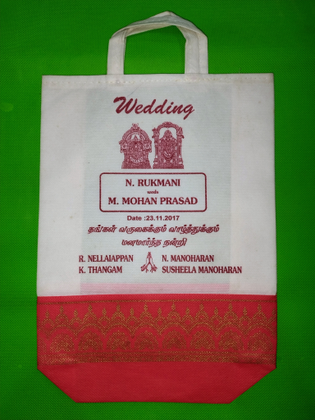 Wedding
N. RUKMANI
weds
M. MOHAN PRASAD
Date :23.11.2017
தங்கள் வருகைக்கும் வாழ்த்துக்கும்
மனமார்ந்த நன்றி
R. NELLAIAPPAN N. MANOHARAN
K. THANGAM SUSHEELA MANOHARAN